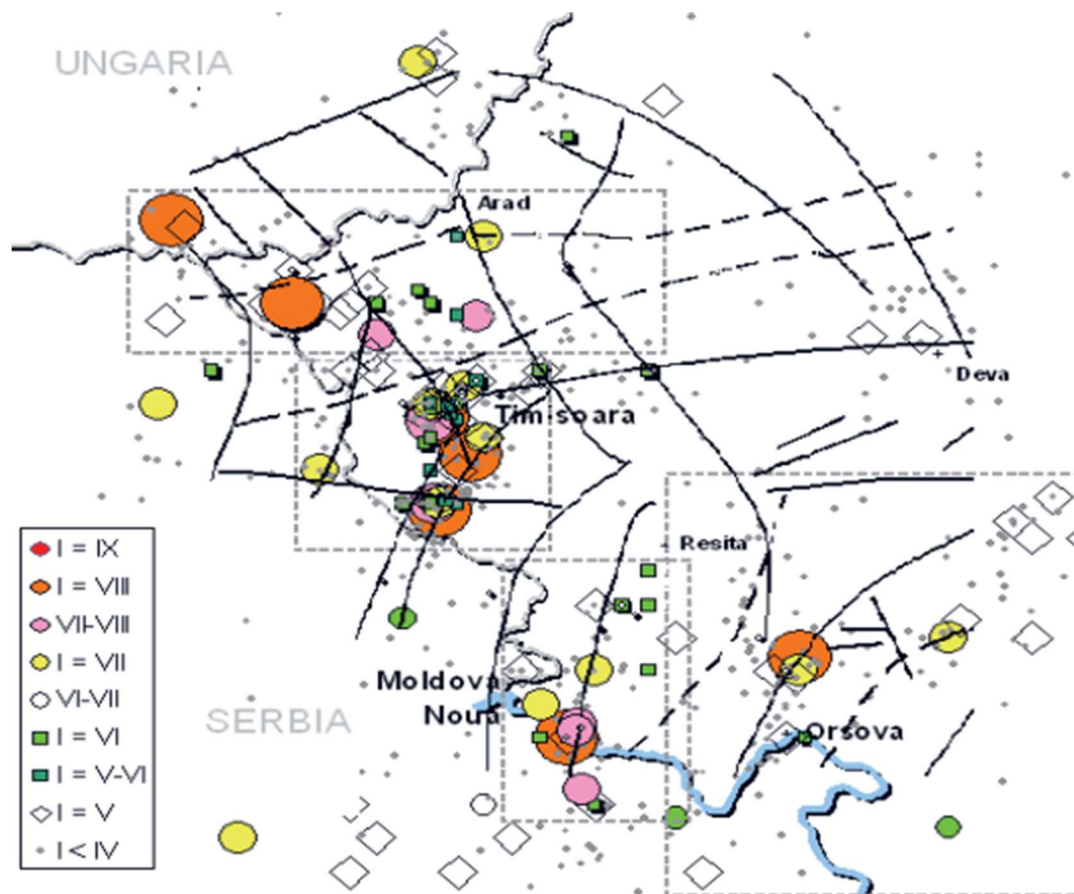 UNGARIA
Arad
Deva
Timisoara
Resita
Moldova
Noua
SERBIA
Orsova
I = IX
I = VIII
VII-VIII
I = VII
VI-VII
I = VI
I = V-VI
I = V
I < IV